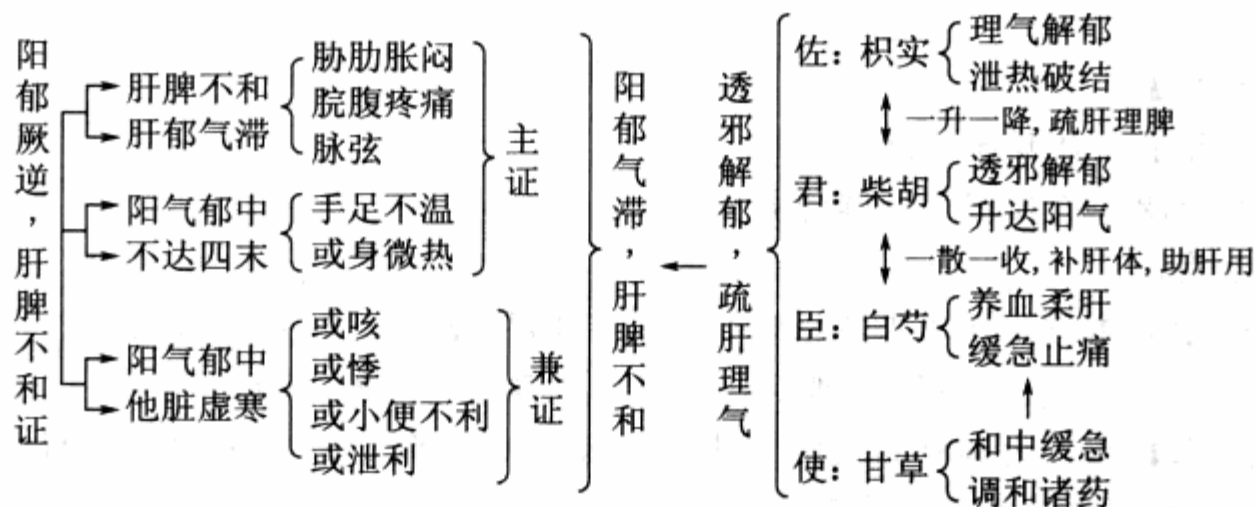 阳郁厥逆，肝脾不和证
肝脾不和
肝郁气滞
胁肋胀闷
脘腹疼痛
脉弦
阳气郁中
不达四末
手足不温
或身微热
主证
阳气郁中
他脏虚寒
或咳
或悸
或小便不利
或泄利
兼证
阳郁气滞，肝脾不和
透邪解郁，疏肝理气
佐：枳实
理气解郁
泄热破结
一升一降，疏肝理脾
君：柴胡
透邪解郁
升达阳气
一散一收，补肝体，助肝用
臣：白芍
养血柔肝
缓急止痛
使：甘草
和中缓急
调和诸药